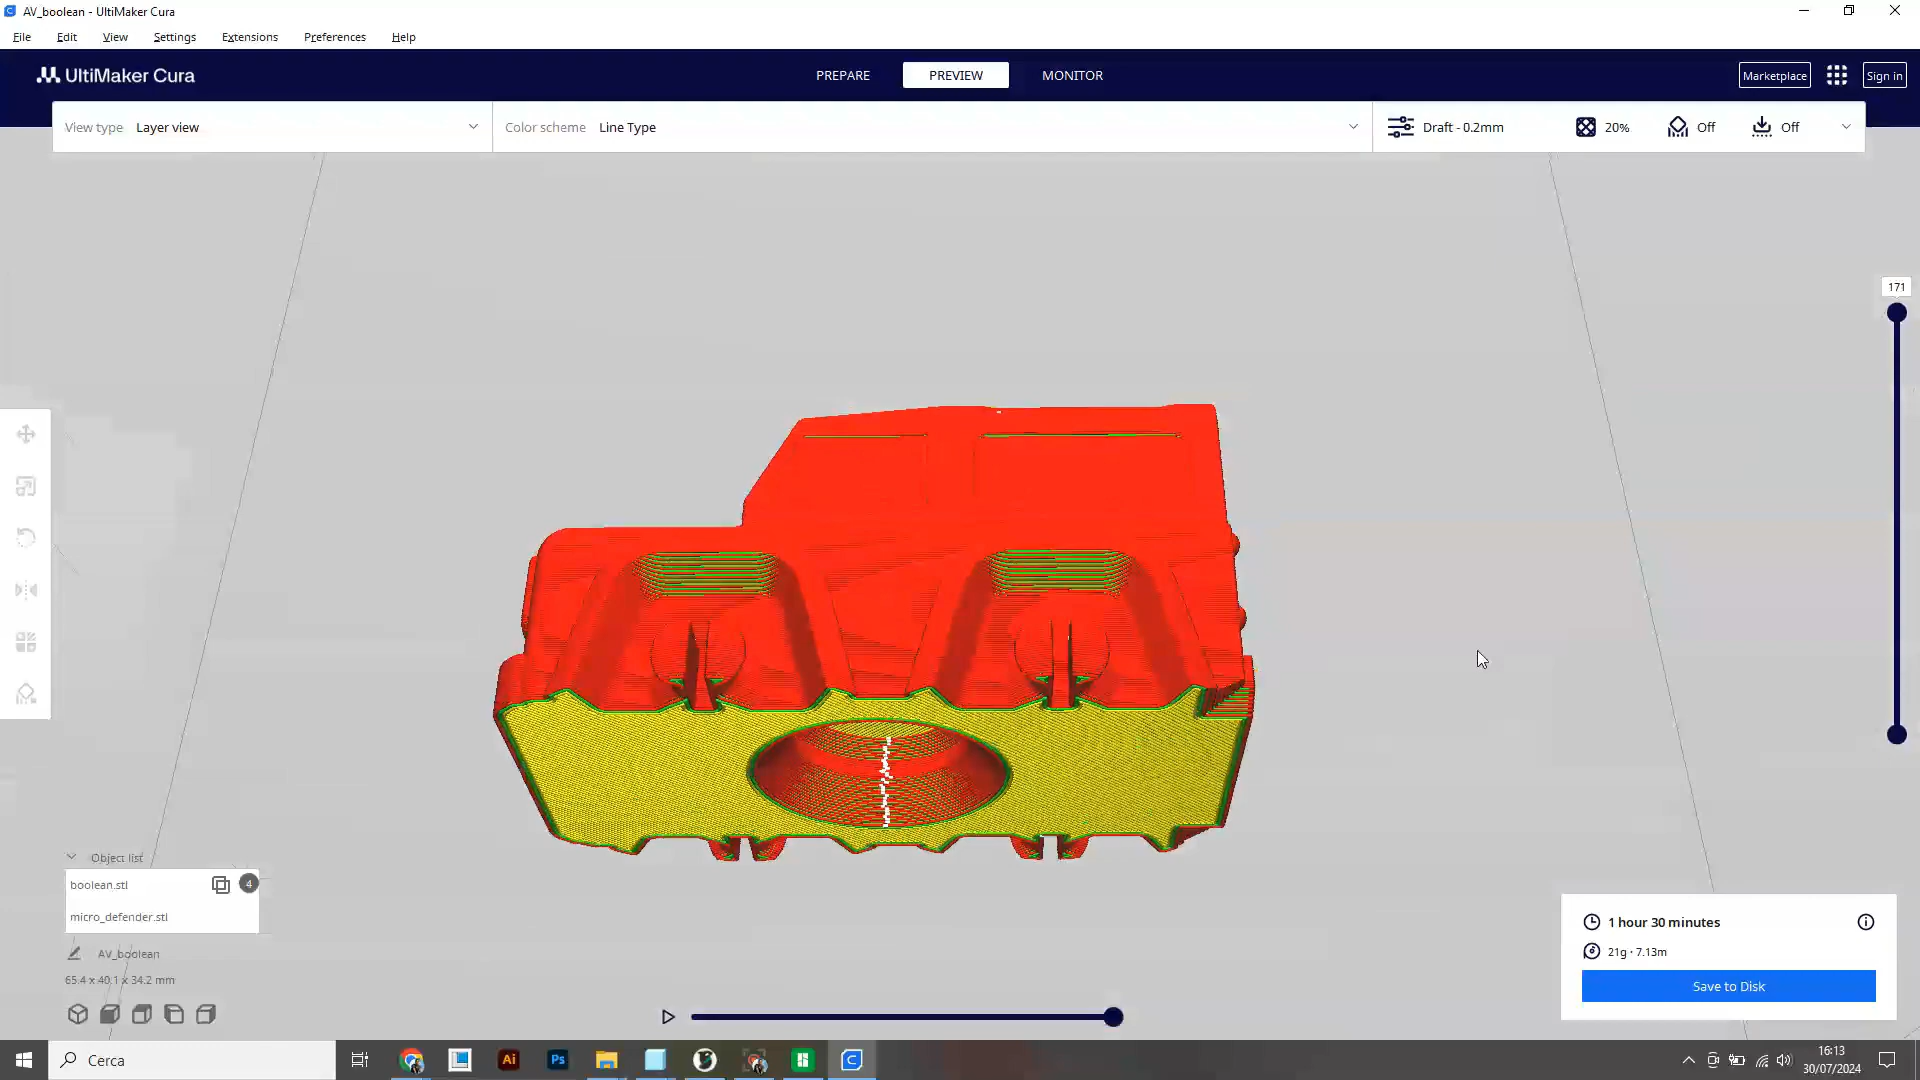 AV_boolean - UltiMaker Cura
File Edit View Settings Extensions Preferences Help
UltiMaker Cura
PREPARE PREVIEW MONITOR
Marketplace Sign in
View type Layer view
Color scheme Line Type
Draft - 0.2mm 20% Off Off
171
Object list
boolean.stl 4
micro_defender.stl
AV_boolean
65.4 x 40.1 x 34.2 mm
1 hour 30 minutes
21g · 7.13m
Save to Disk
Cerca
Ai Ps
16:13
30/07/2024